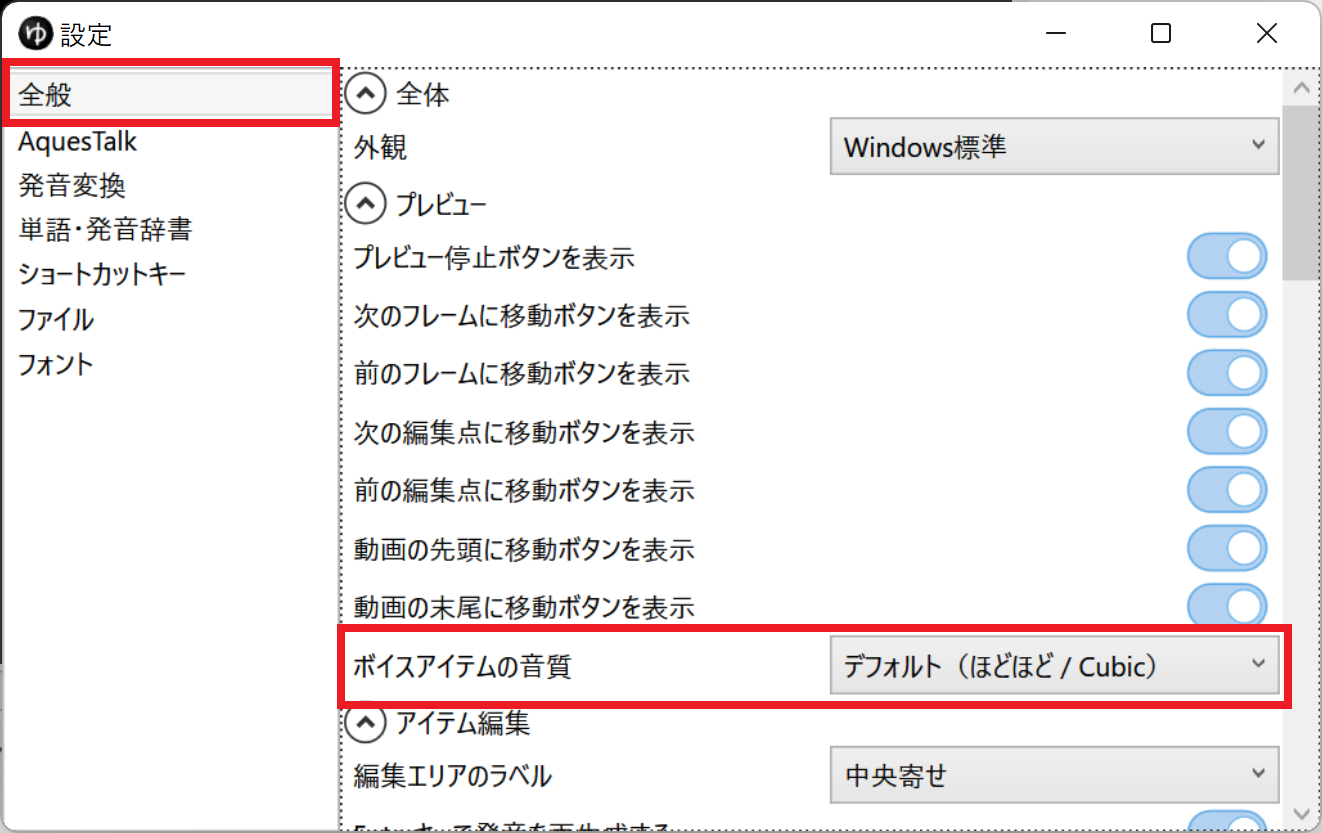 ゆ 設定
全般
AquesTalk
発音変換
単語・発音辞書
ショートカットキー
ファイル
フォント
全体
外観 Windows標準
プレビュー
プレビュー停止ボタンを表示
次のフレームに移動ボタンを表示
前のフレームに移動ボタンを表示
次の編集点に移動ボタンを表示
前の編集点に移動ボタンを表示
動画の先頭に移動ボタンを表示
動画の末尾に移動ボタンを表示
ボイスアイテムの音質 デフォルト（ほどほど / Cubic）
アイテム編集
編集エリアのラベル 中央寄せ